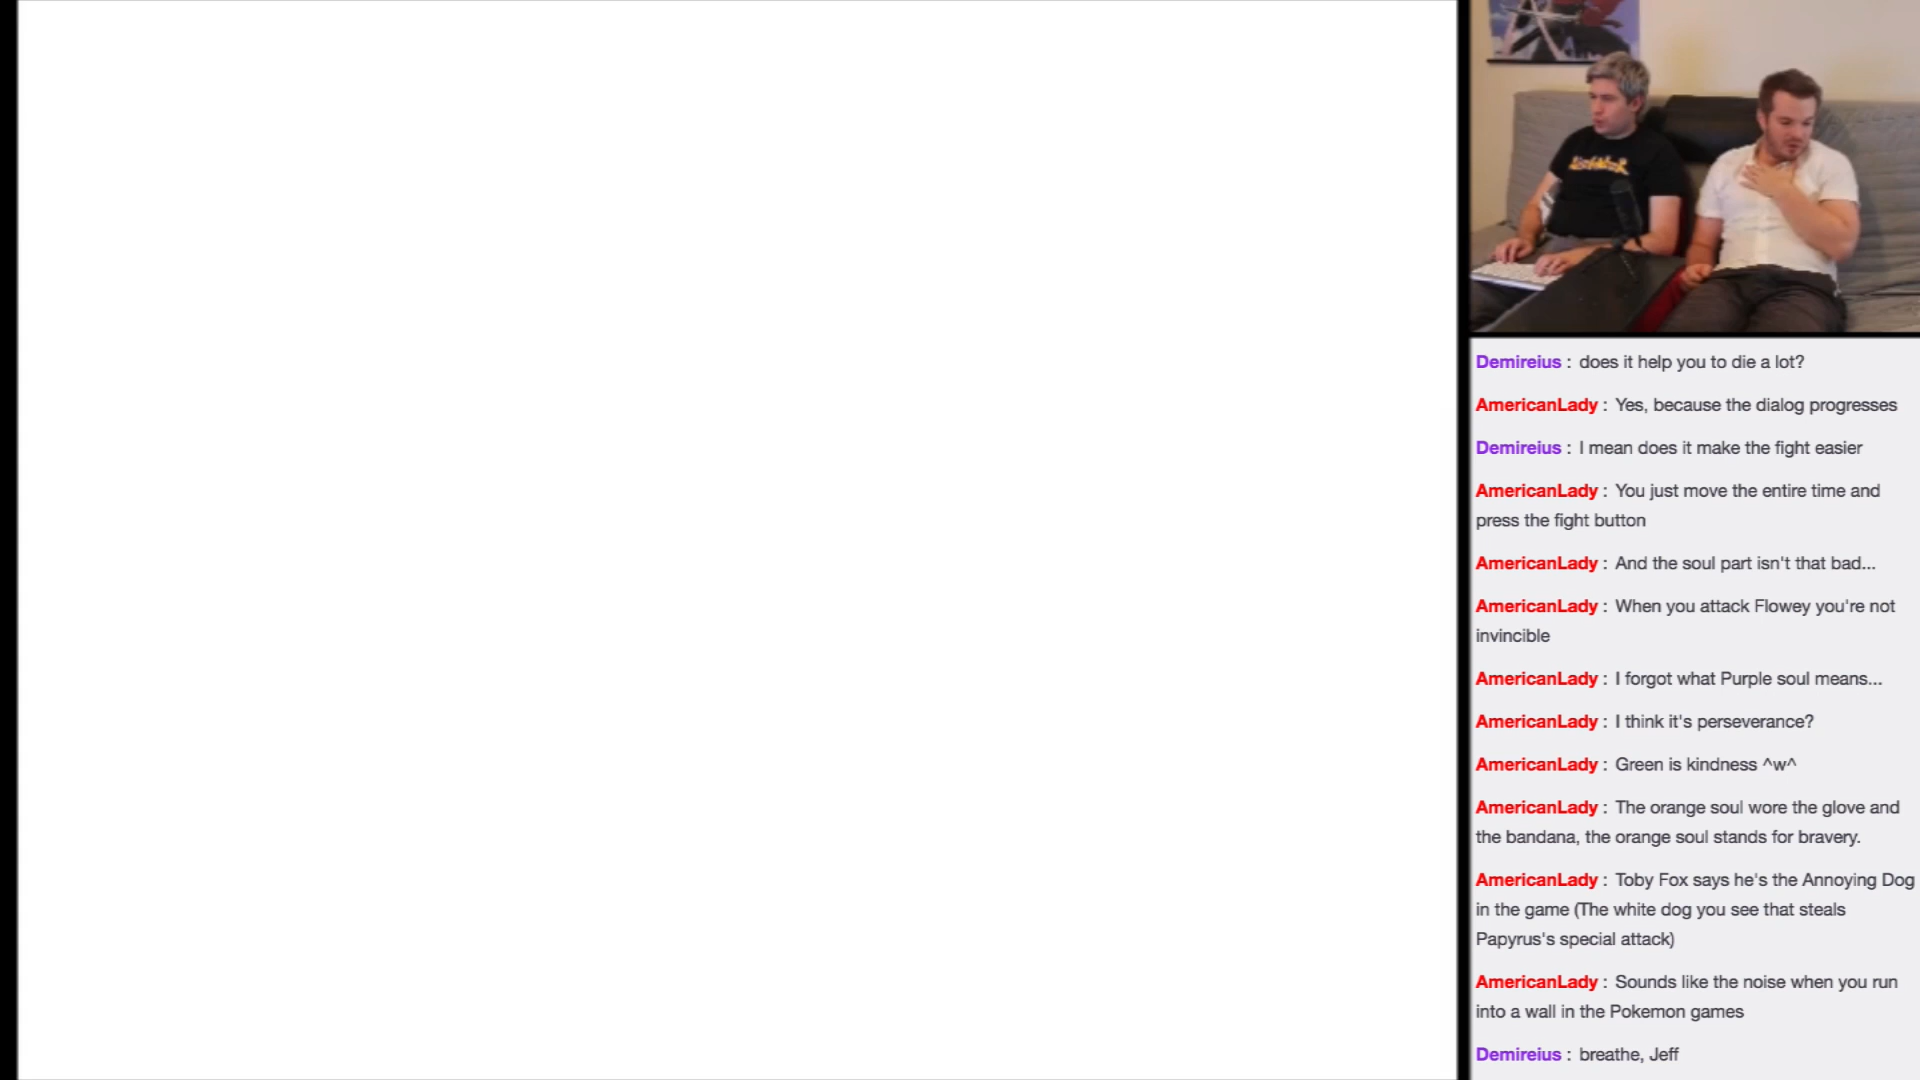 Demireius : does it help you to die a lot?
AmericanLady : Yes, because the dialog progresses
Demireius : I mean does it make the fight easier
AmericanLady : You just move the entire time and
press the fight button
AmericanLady : And the soul part isn't that bad...
AmericanLady : When you attack Flowey you're not
invincible
AmericanLady : I forgot what Purple soul means...
AmericanLady : I think it's perseverance?
AmericanLady : Green is kindness ^w^
AmericanLady : The orange soul wore the glove and
the bandana, the orange soul stands for bravery.
AmericanLady : Toby Fox says he's the Annoying Dog
in the game (The white dog you see that steals
Papyrus's special attack)
AmericanLady : Sounds like the noise when you run
into a wall in the Pokemon games
Demireius : breathe, Jeff